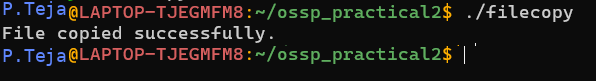 P.Teja@LAPTOP-TJEGMFM8:~/ossp_practical2$ ./filecopy
File copied successfully.
P.Teja@LAPTOP-TJEGMFM8:~/ossp_practical2$